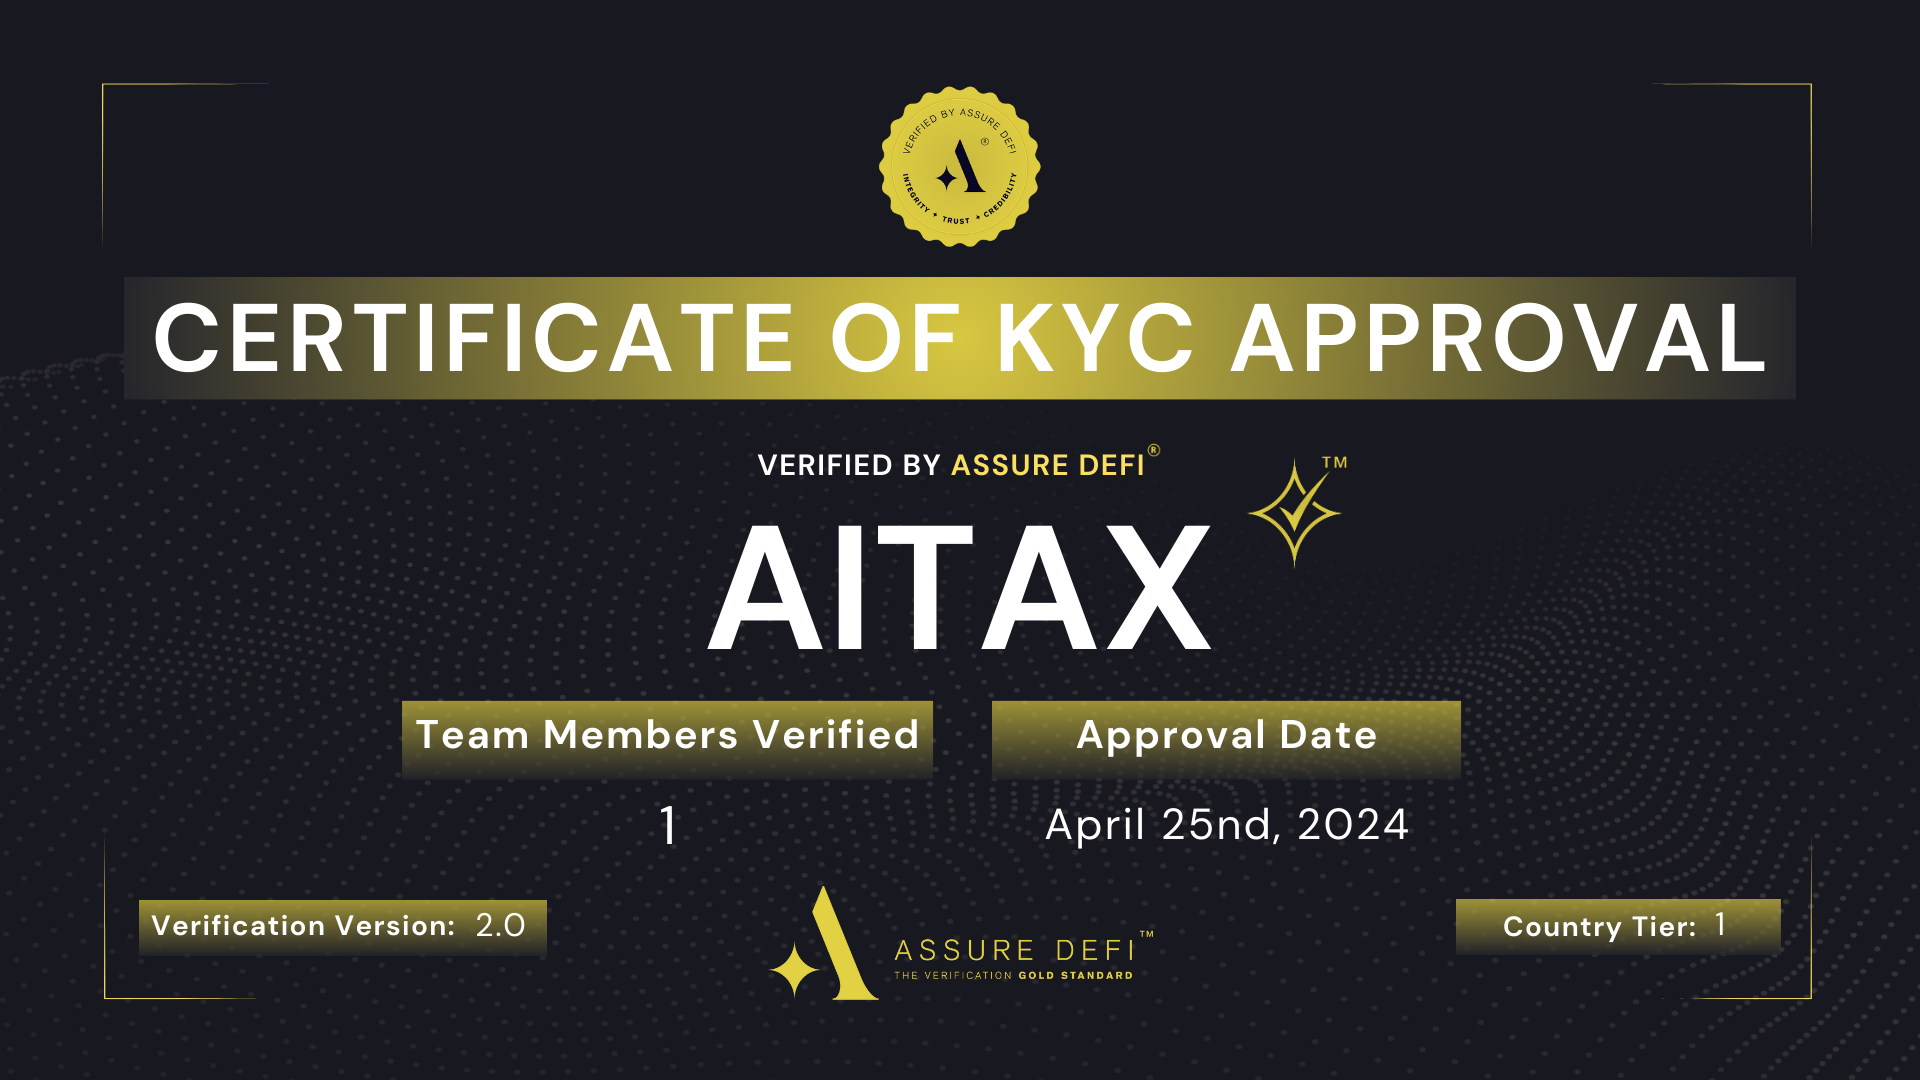 VERIFIED BY ASSURE DEFI
A®
INTEGRITY ✦ TRUST ✦ CREDIBILITY
CERTIFICATE OF KYC APPROVAL
VERIFIED BY ASSURE DEFI®
TM
AITAX
Team Members Verified
Approval Date
1
April 25nd, 2024
Verification Version: 2.0
ASSURE DEFI™
THE VERIFICATION GOLD STANDARD
Country Tier: 1